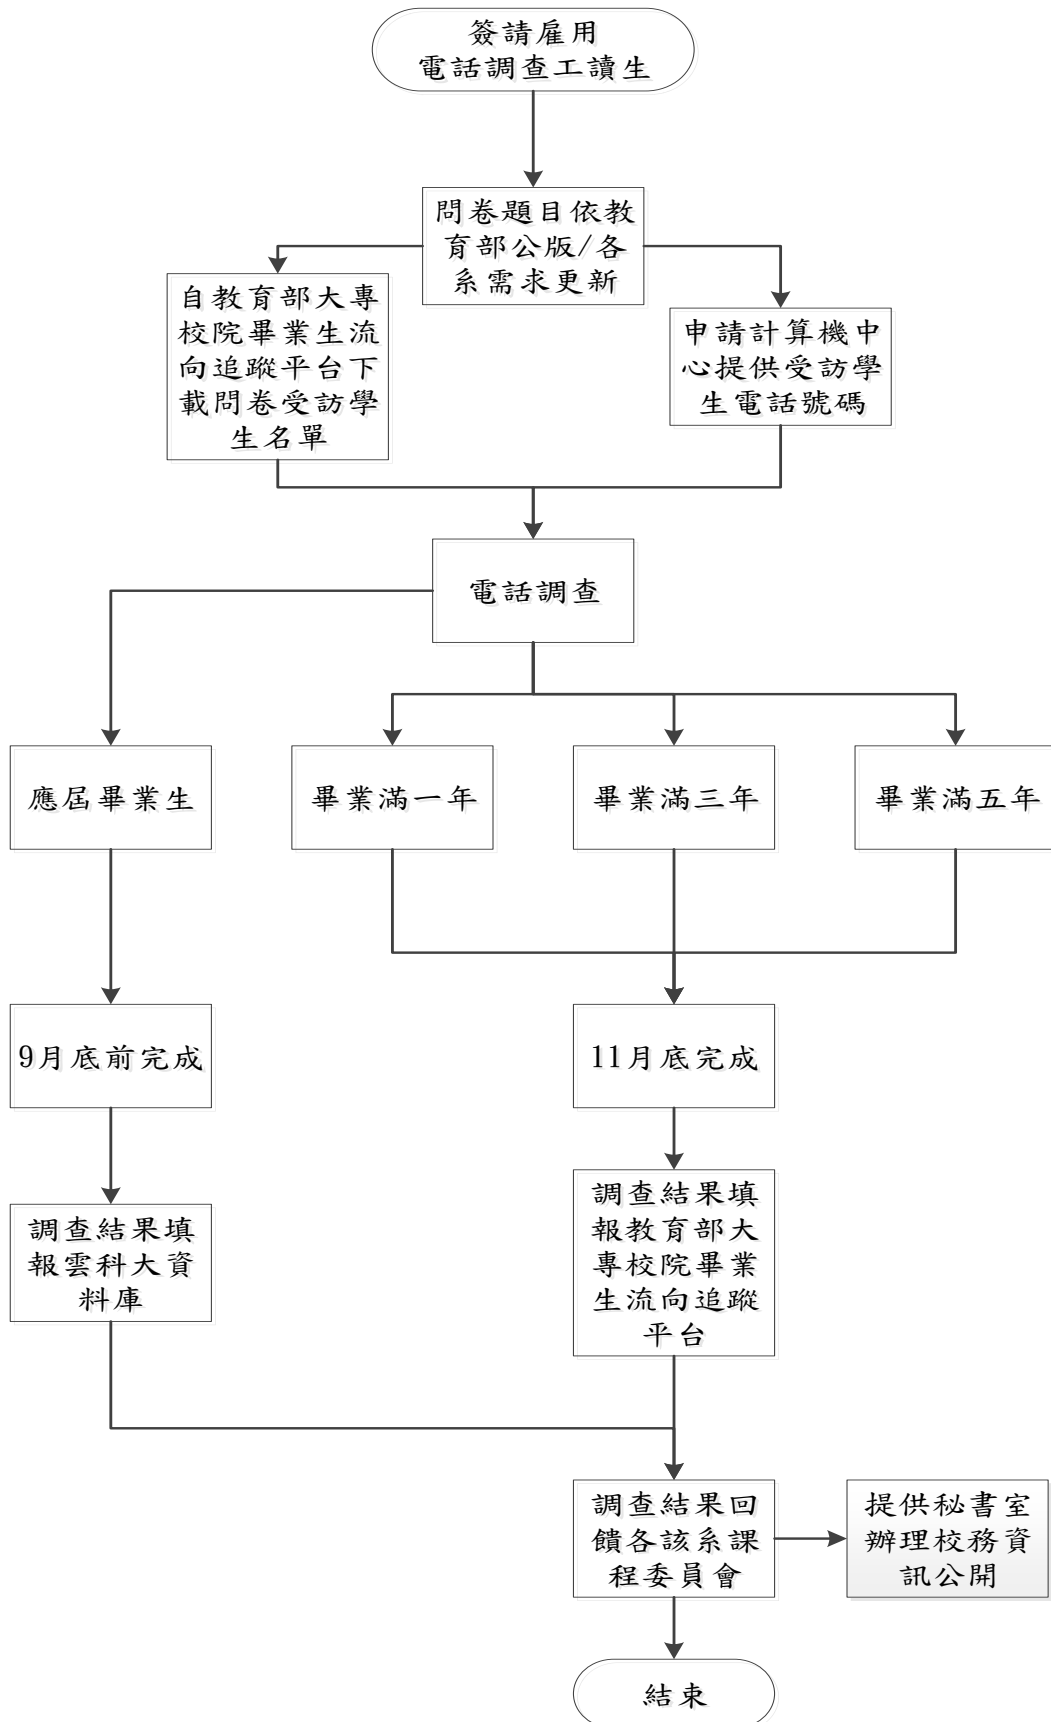 簽請雇用
電話調查工讀生
問卷題目依教
育部公版/各
系需求更新
自教育部大專
校院畢業生流
向追蹤平台下
載問卷受訪學
生名單
申請計算機中
心提供受訪學
生電話號碼
電話調查
應屆畢業生
畢業滿一年
畢業滿三年
畢業滿五年
9月底前完成
11月底完成
調查結果填
報雲科大資
料庫
調查結果填
報教育部大
專校院畢業
生流向追蹤
平台
調查結果回
饋各該系課
程委員會
提供秘書室
辦理校務資
訊公開
結束